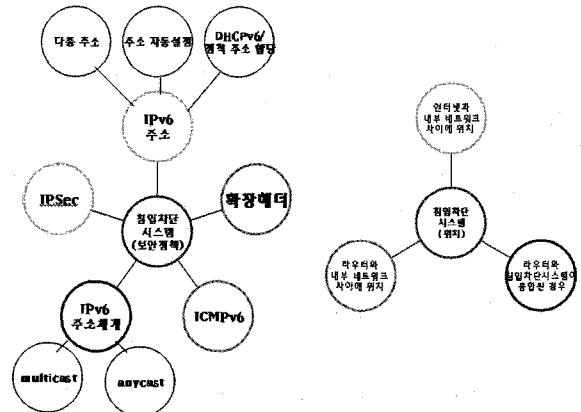 다중 주소
주소 자동설정
DHCPv6/
정적 주소 할당
IPv6
주소
IPSec
확장헤더
침입차단
시스템
(보안정책)
IPv6
주소체계
ICMPv6
multicast
anycast
인터넷과
내부 네트워크
사이에 위치
침입차단
시스템
(위치)
라우터와
내부 네트워크
사이에 위치
라우터와
침입차단시스템이
융합된 경우